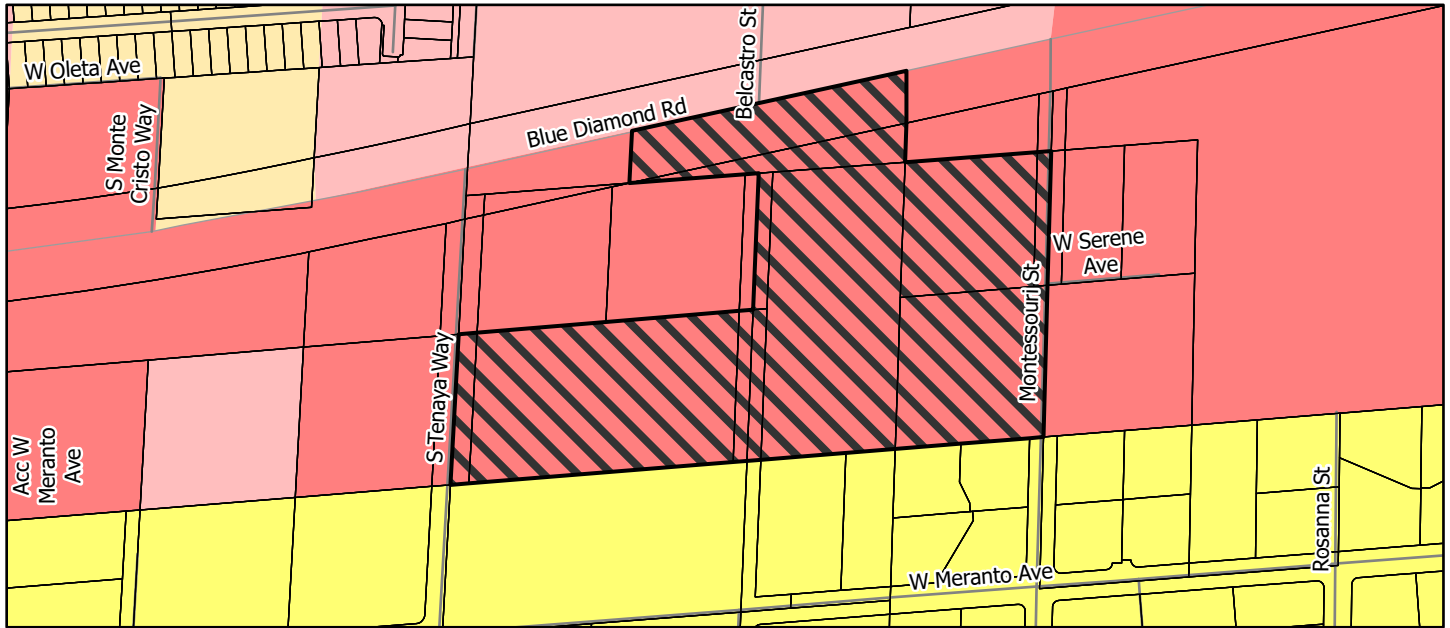 W Oleta Ave
S Monte
Cristo Way
Blue Diamond Rd
Belcastro St
W Serene
Ave
Montessouri St
S Tenaya Way
Acc W
Meranto
Ave
W Meranto Ave
Rosanna St